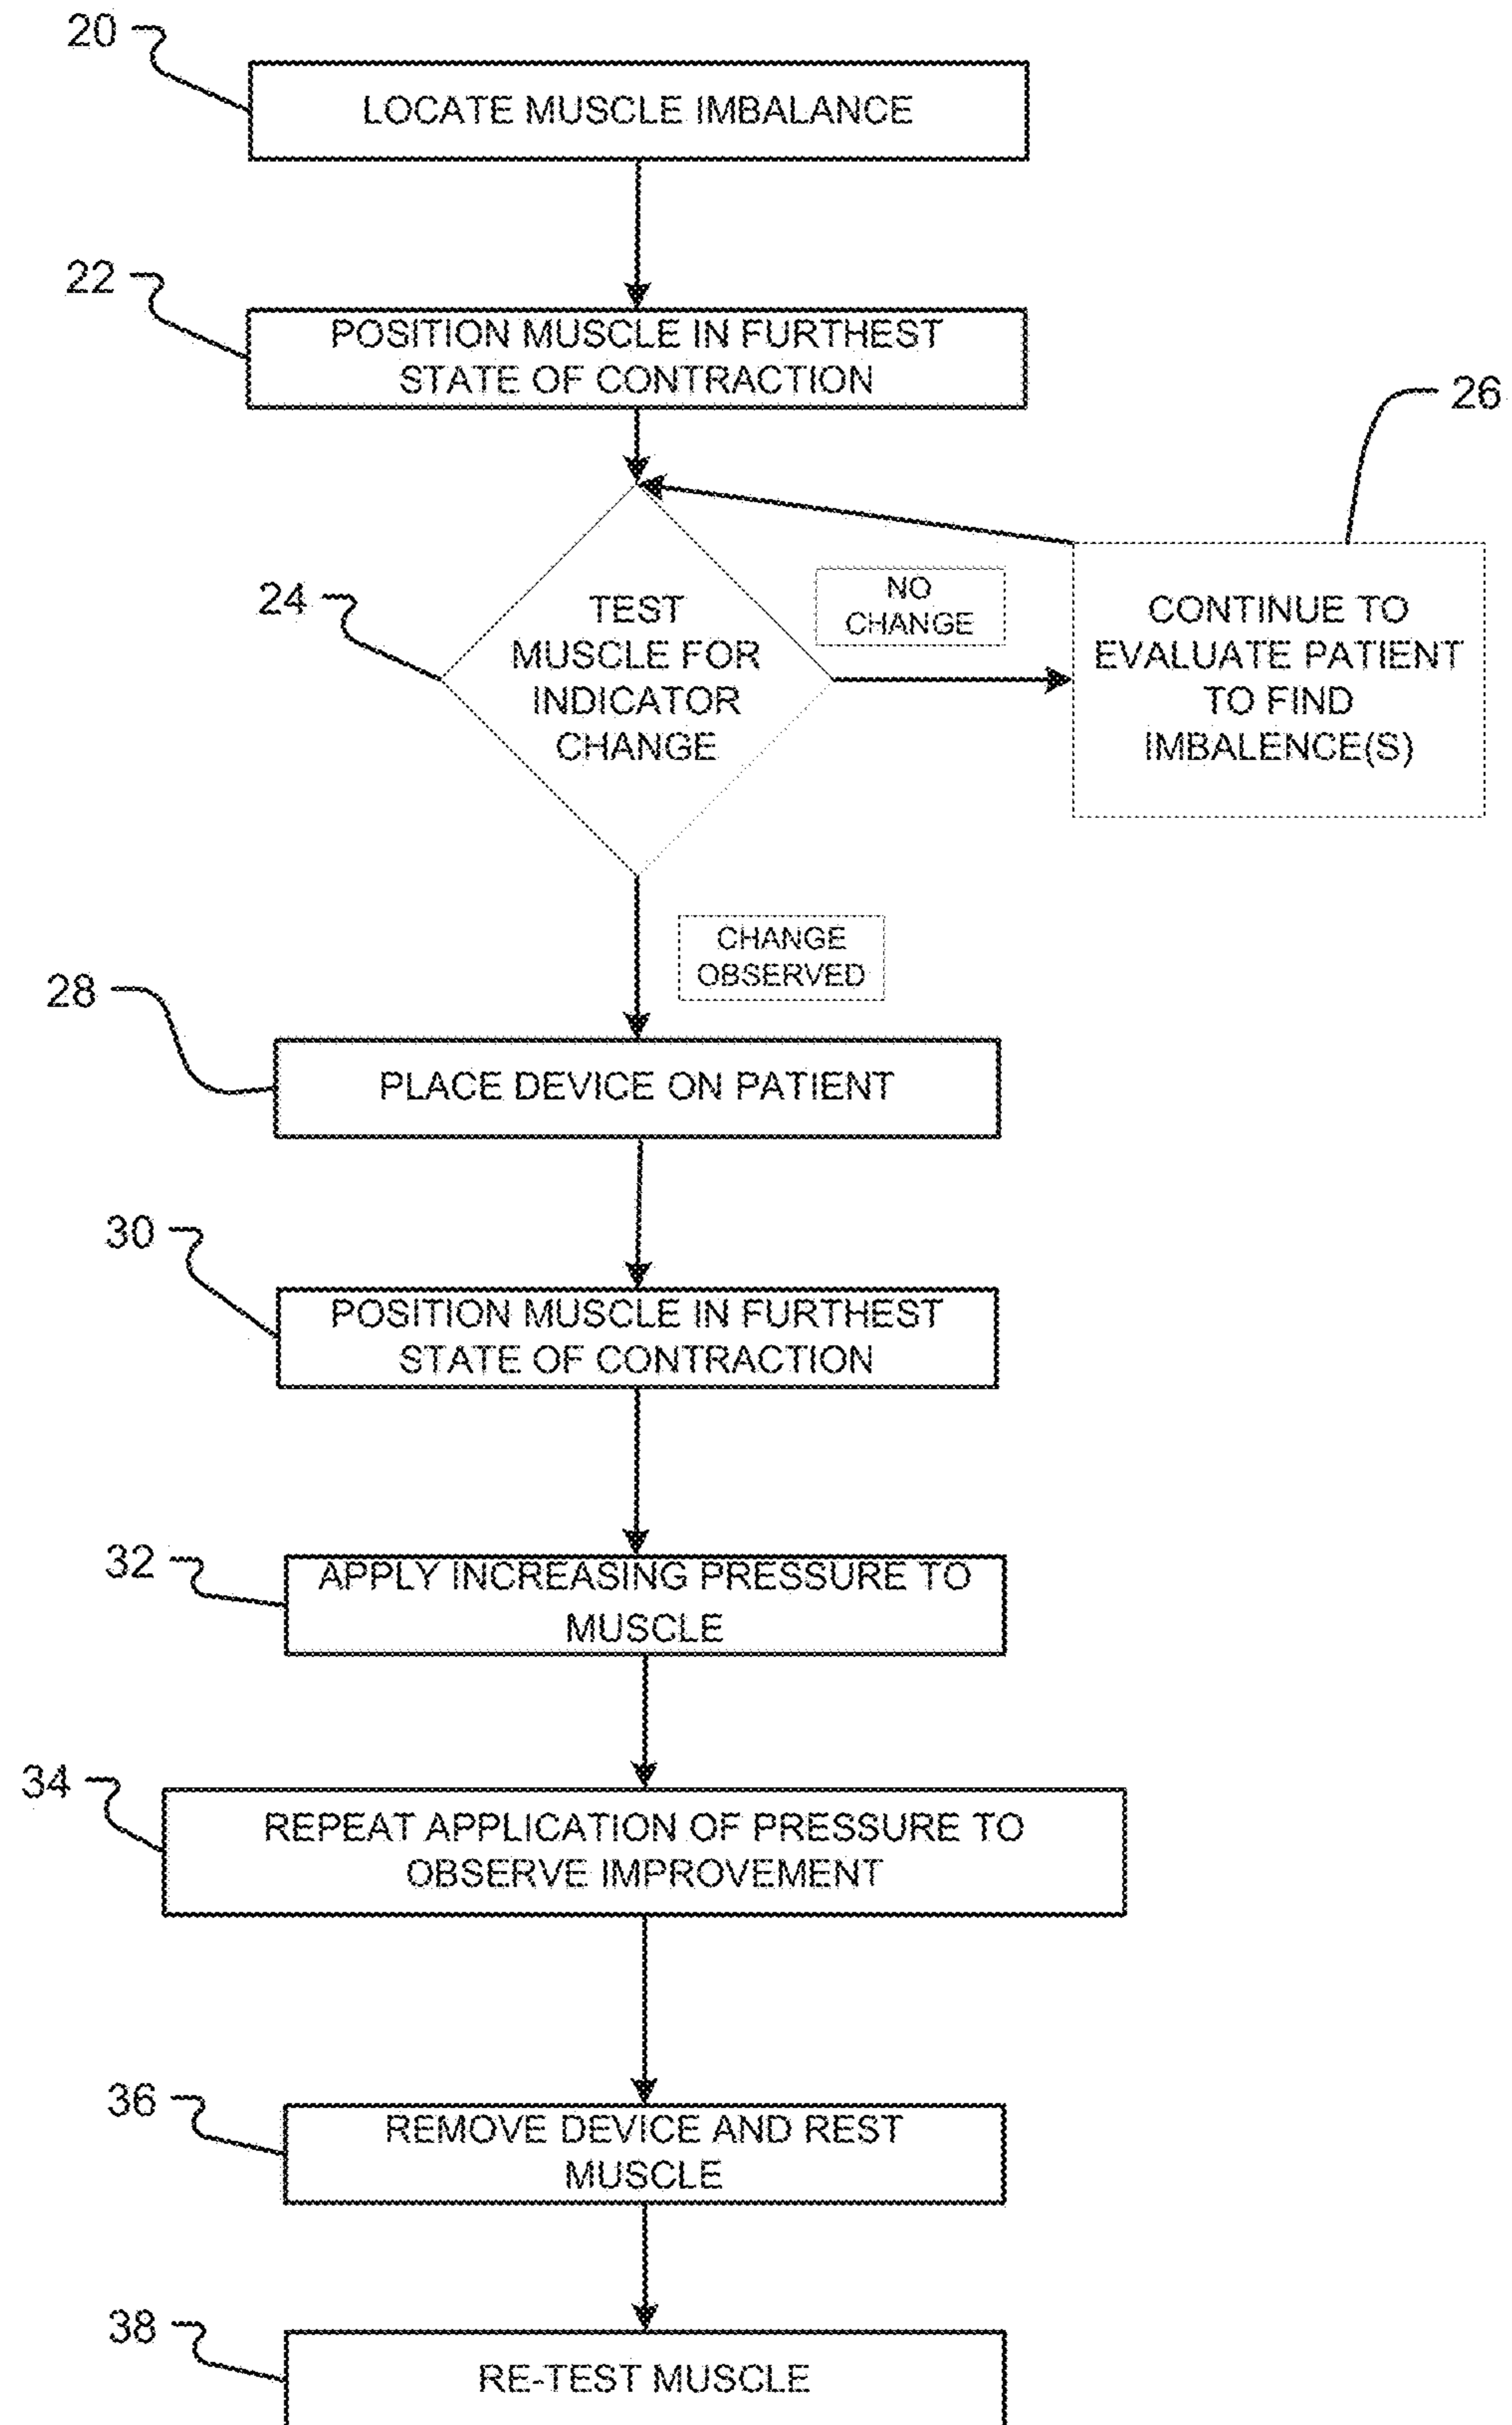 20
LOCATE MUSCLE IMBALANCE
22
POSITION MUSCLE IN FURTHEST
STATE OF CONTRACTION
26
24
TEST
MUSCLE FOR
INDICATOR
CHANGE
NO
CHANGE
CONTINUE TO
EVALUATE PATIENT
TO FIND
IMBALENCE(S)
CHANGE
OBSERVED
28
PLACE DEVICE ON PATIENT
30
POSITION MUSCLE IN FURTHEST
STATE OF CONTRACTION
32
APPLY INCREASING PRESSURE TO
MUSCLE
34
REPEAT APPLICATION OF PRESSURE TO
OBSERVE IMPROVEMENT
36
REMOVE DEVICE AND REST
MUSCLE
38
RE-TEST MUSCLE